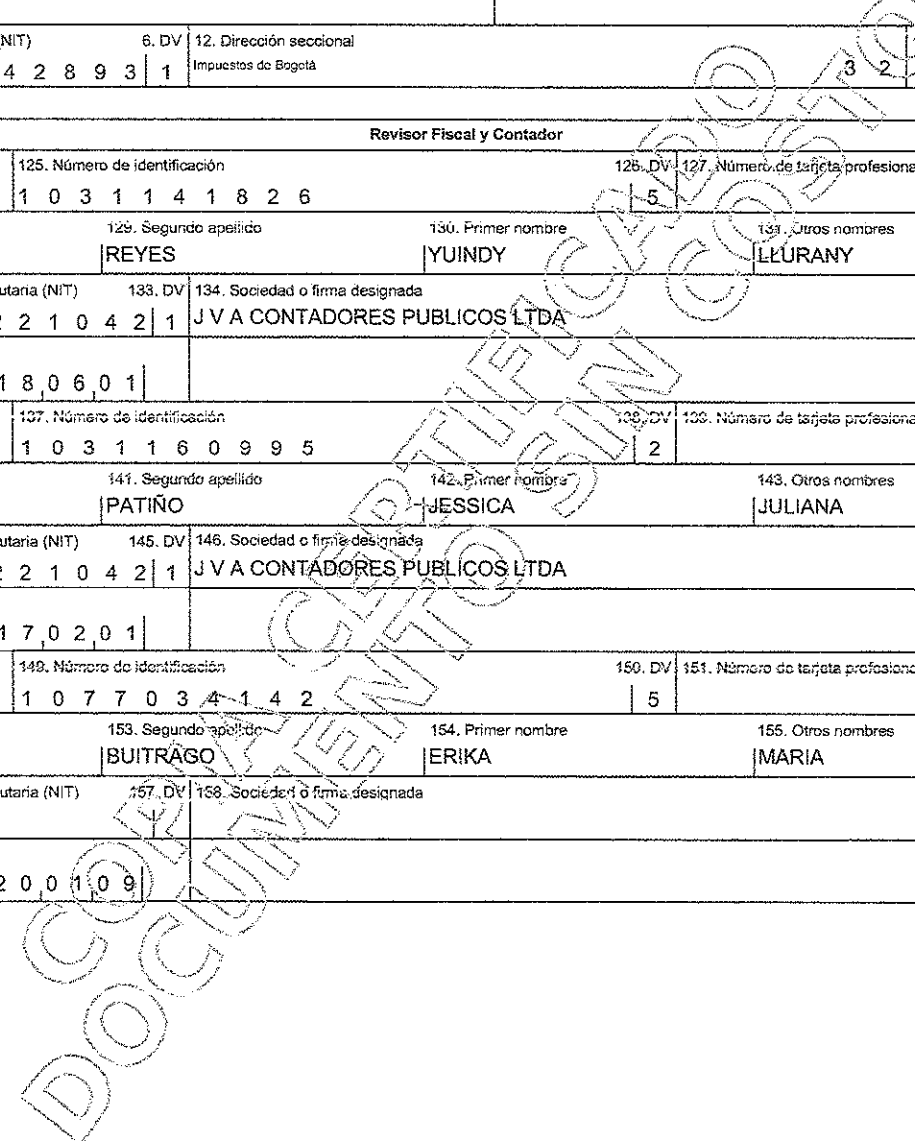 (NIT) 6. DV 12. Dirección seccional
4 2 8 9 3 1 Impuestos de Bogotá 3 2
Revisor Fiscal y Contador
125. Número de identificación 126. DV 127. Número de tarjeta profesiona
1 0 3 1 1 4 1 8 2 6 5
129. Segundo apellido 130. Primer nombre 131. Otros nombres
REYES YUINDY LLURANY
utaria (NIT) 133. DV 134. Sociedad o firma designada
2 2 1 0 4 2 1 J V A CONTADORES PUBLICOS LTDA
1 8 0 6 0 1
137. Número de identificación 138. DV 139. Número de tarjeta profesiona
1 0 3 1 1 6 0 9 9 5 2
141. Segundo apellido 142. Primer nombre 143. Otros nombres
PATIÑO JESSICA JULIANA
utaria (NIT) 145. DV 146. Sociedad o firma designada
2 2 1 0 4 2 1 J V A CONTADORES PUBLICOS LTDA
1 7 0 2 0 1
149. Número de identificación 150. DV 151. Número de tarjeta profesiona
1 0 7 7 0 3 4 1 4 2 5
153. Segundo apellido 154. Primer nombre 155. Otros nombres
BUITRAGO ERIKA MARIA
utaria (NIT) 157. DV 158. Sociedad o firma designada
2 0 0 1 0 9
COPIA CERTIFICADO
DOCUMENTO SIN COSTO